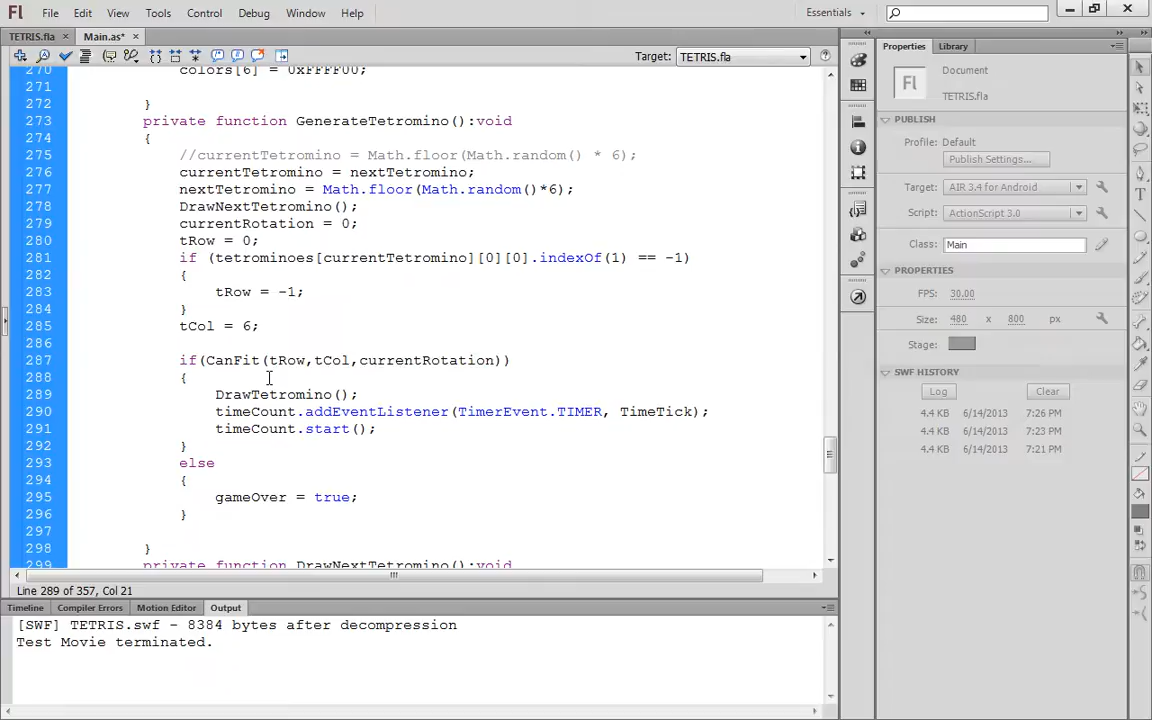 Fl File Edit View Tools Control Debug Window Help Essentials
TETRIS.fla × Main.as* ×
Target: TETRIS.fla
270 colors[6] = 0xFFFF00;
271
272 }
273 private function GenerateTetromino():void
274 {
275 //currentTetromino = Math.floor(Math.random() * 6);
276 currentTetromino = nextTetromino;
277 nextTetromino = Math.floor(Math.random()*6);
278 DrawNextTetromino();
279 currentRotation = 0;
280 tRow = 0;
281 if (tetrominoes[currentTetromino][0][0].indexOf(1) == -1)
282 {
283 tRow = -1;
284 }
285 tCol = 6;
286
287 if(CanFit(tRow,tCol,currentRotation))
288 {
289 DrawTetromino();
290 timeCount.addEventListener(TimerEvent.TIMER, TimeTick);
291 timeCount.start();
292 }
293 else
294 {
295 gameOver = true;
296 }
297
298 }
299 private function DrawNextTetromino():void
Line 289 of 357, Col 21
Timeline Compiler Errors Motion Editor Output
[SWF] TETRIS.swf - 8384 bytes after decompression
Test Movie terminated.
Properties Library
Fl Document
TETRIS.fla
PUBLISH
Profile: Default
Publish Settings...
Target: AIR 3.4 for Android
Script: ActionScript 3.0
Class: Main
PROPERTIES
FPS: 30.00
Size: 480 x 800 px
Stage:
SWF HISTORY
Log Clear
4.4 KB 6/14/2013 7:26 PM
4.4 KB 6/14/2013 7:23 PM
4.4 KB 6/14/2013 7:21 PM